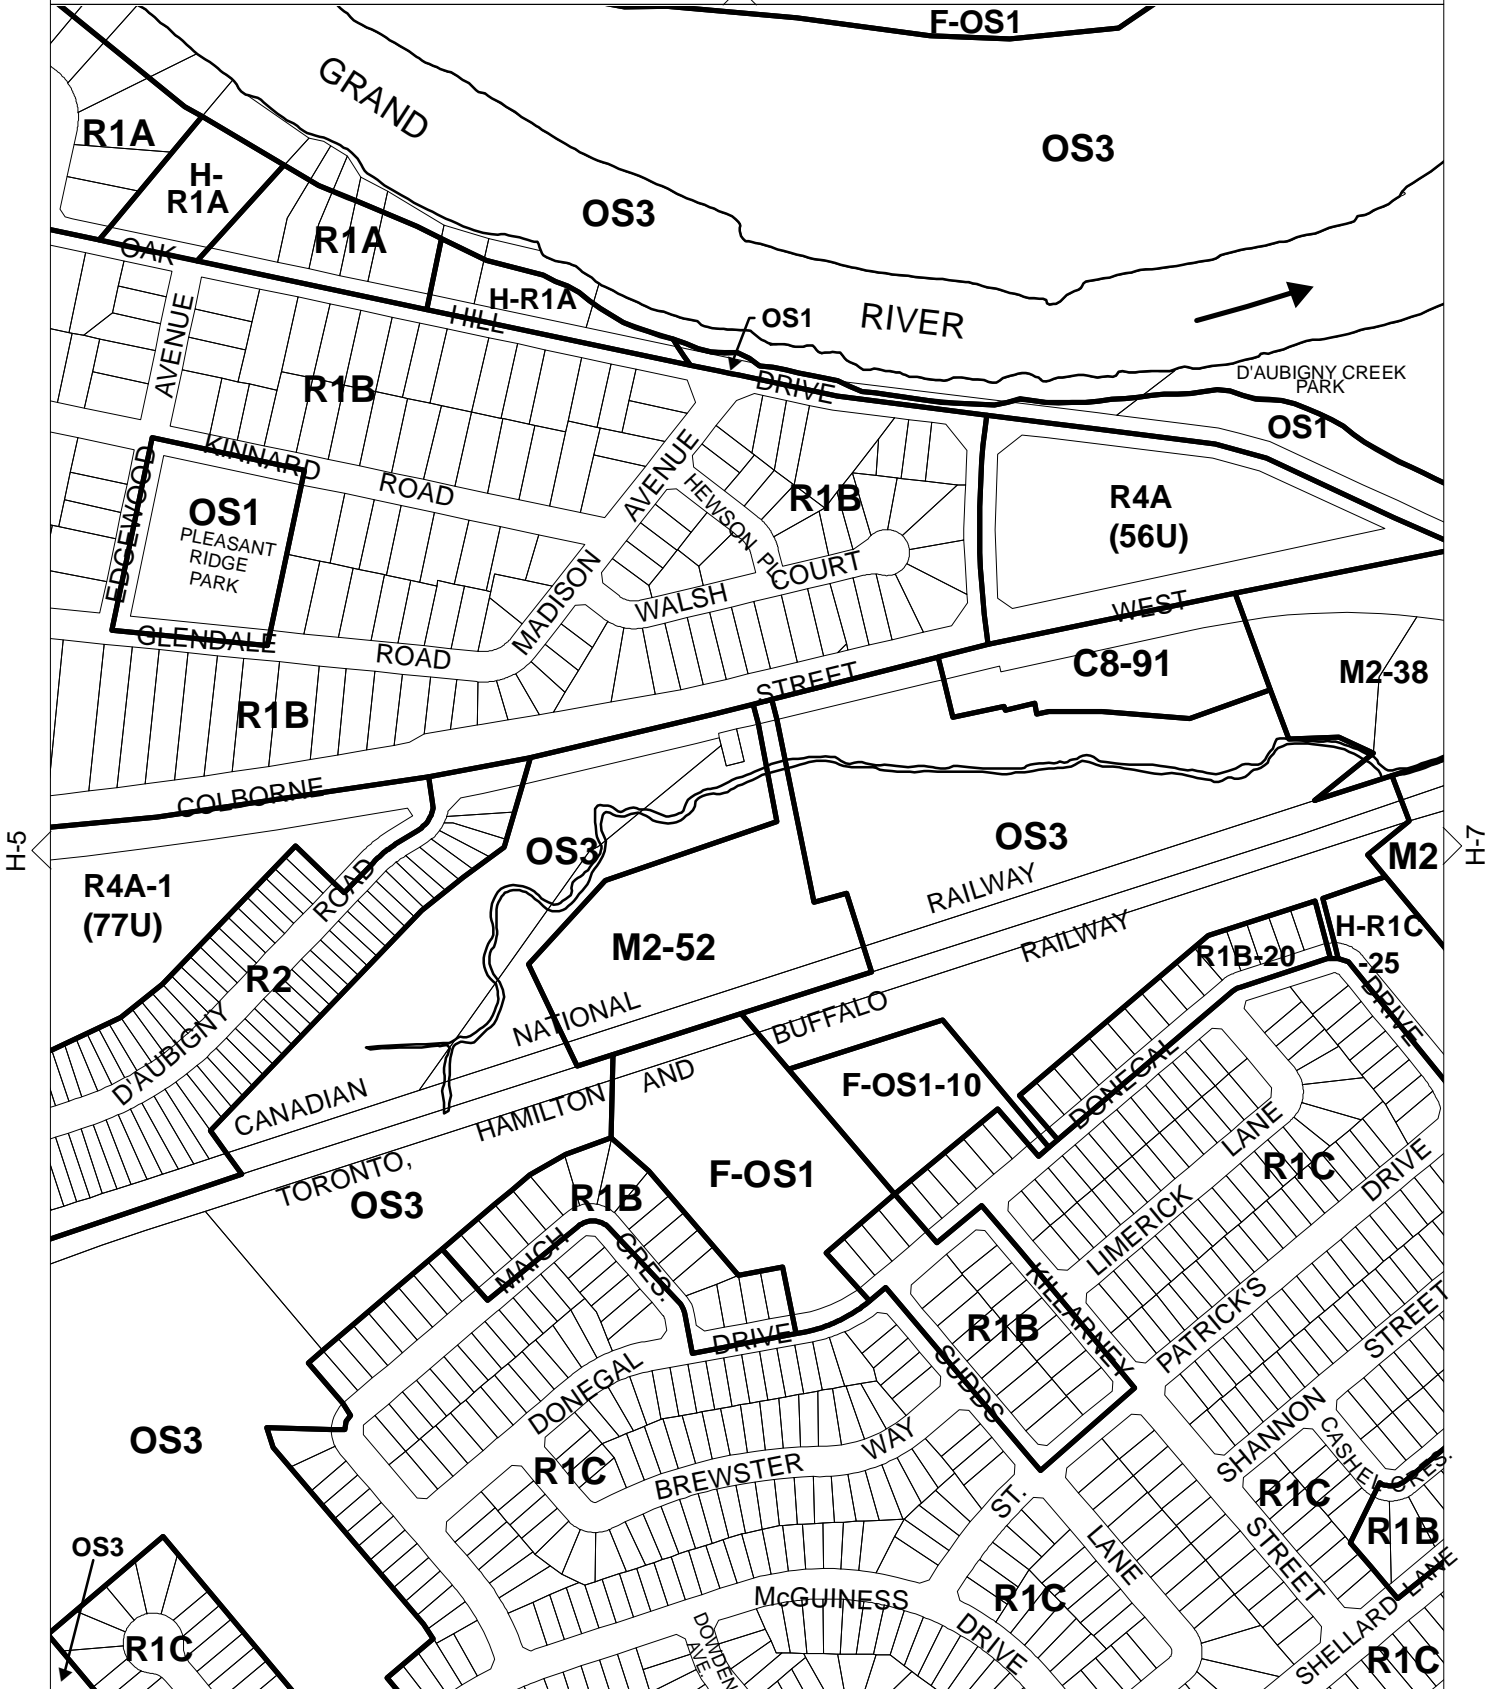 F-OS1
GRAND
R1A
OS3
H-
R1A
OS3
R1A
OAK
H-R1A
HILL
OS1
RIVER
AVENUE
D'AUBIGNY CREEK
PARK
R1B
DRIVE
OS1
KINNARD
ROAD
AVENUE
EDGEWOOD
HEWSON PL.
R1B
R4A
(56U)
OS1
PLEASANT
RIDGE
PARK
COURT
WALSH
MADISON
WEST
GLENDALE
ROAD
C8-91
M2-38
STREET
R1B
COLBORNE
H-5
OS3
OS3
M2
H-7
R4A-1
(77U)
ROAD
RAILWAY
M2-52
RAILWAY
H-R1C
-25
R1B-20
R2
DRIVE
NATIONAL
BUFFALO
D'AUBIGNY
DONEGAL
CANADIAN
AND
F-OS1-10
HAMILTON
LANE
TORONTO,
F-OS1
R1C
DRIVE
OS3
R1B
LIMERICK
MAICH
CRES.
KILLARNEY
R1B
PATRICK'S
STREET
DRIVE
SUDDS
DONEGAL
SHANNON
OS3
WAY
CASHEL
CRES.
R1C
BREWSTER
R1C
ST.
R1B
OS3
LANE
STREET
McGUINESS
R1C
SHELLARD LANE
DOWDEN
AVE.
DRIVE
R1C
R1C